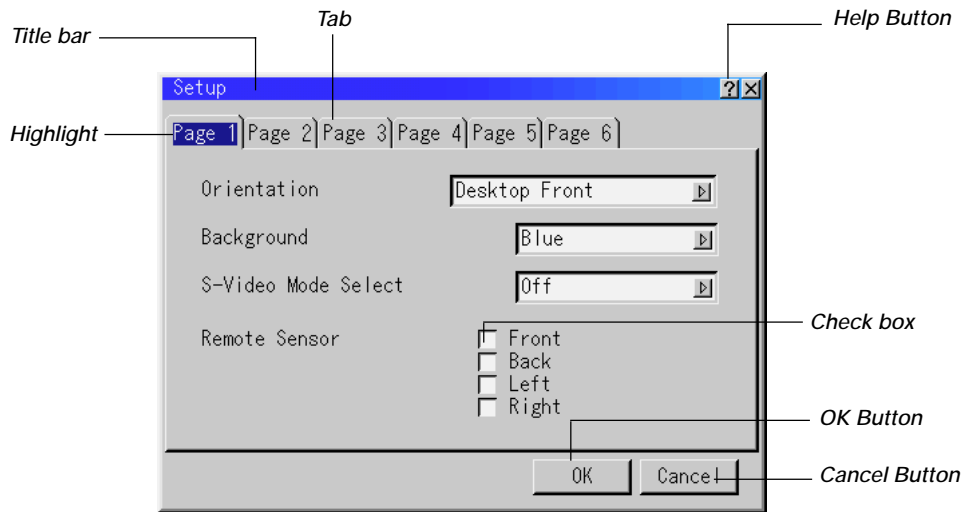 Tab
Help Button
Title bar
Setup
?
Highlight
Page 1 Page 2 Page 3 Page 4 Page 5 Page 6
Orientation Desktop Front
Background Blue
S-Video Mode Select Off
Check box
Remote Sensor Front
Back
Left
Right
OK Button
OK Cancel
Cancel Button